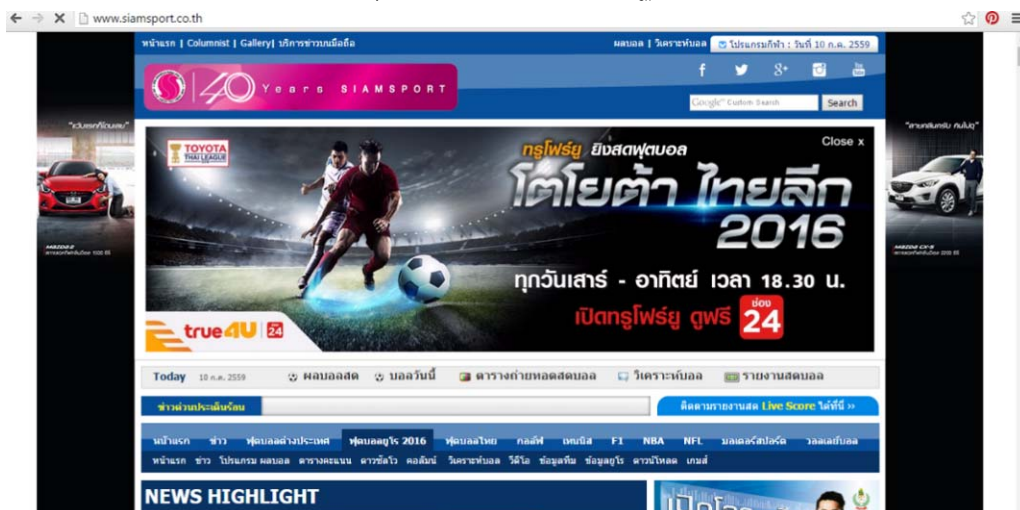 www.siamsport.co.th
หน้าแรก | Columnist | Gallery| บริการข่าวบนมือถือ
ผลบอล | วิเคราะห์บอล
โปรแกรมกีฬา : วันที่ 10 ก.ค. 2559
40 Years SIAMSPORT
Google™ Custom Search
Search
TOYOTA
THAI LEAGUE
Close x
ทรูโฟร์ยู ยิงสดฟุตบอล
โตโยต้า ไทยลีก
2016
ทุกวันเสาร์ - อาทิตย์ เวลา 18.30 น.
เปิดทรูโฟร์ยู ดูฟรี ช่อง 24
true4U 24
Today 10 ก.ค. 2559 ผลบอลสด บอลวันนี้ ตารางถ่ายทอดสดบอล วิเคราะห์บอล รายงานสดบอล
ข่าวด่วนประเด็นร้อน
ติดตามรายงานสด Live Score ได้ที่นี่ »
หน้าแรก ข่าว ฟุตบอลต่างประเทศ ฟุตบอลยูโร 2016 ฟุตบอลไทย กอล์ฟ เทนนิส F1 NBA NFL มอเตอร์สปอร์ต วอลเลย์บอล
หน้าแรก ข่าว โปรแกรม ผลบอล ตารางคะแนน ดาวซัลโว คอลัมน์ วิเคราะห์บอล วีดีโอ ข้อมูลทีม ข้อมูลยูโร ดาวน์โหลด เกมส์
NEWS HIGHLIGHT